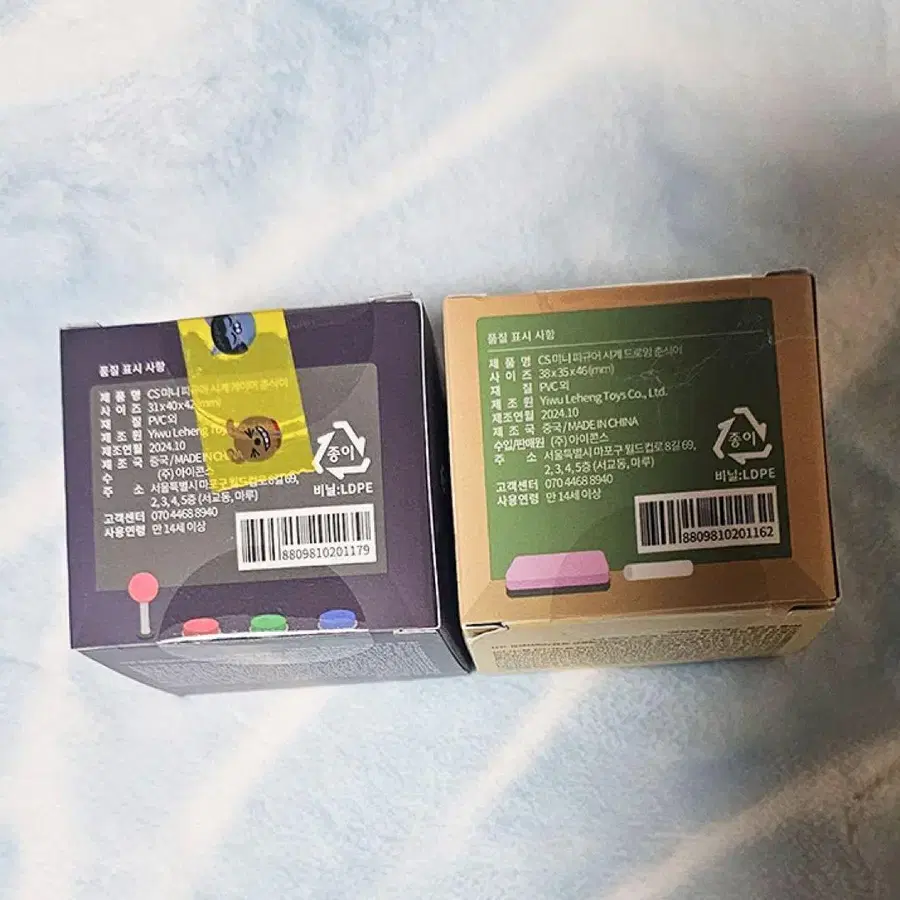 품질 표시 사항
제 품 명 CS 미니 피규어 시계 게이머 춘식이
사 이 즈 31x40x42(mm)
재 질 PVC 외
제 조 원 Yiwu Leheng Toys
제조연월 2024.10
제 조 국 중국 / MADE IN CHINA
수 (주) 아이콘스
주 소 서울특별시 마포구 월드컵로8길 69,
2, 3, 4, 5층 (서교동, 마루)
고객센터 070 4468 8940
사용연령 만 14세 이상
종이
비닐:LDPE
8809810201179
품질 표시 사항
제 품 명 CS 미니 피규어 시계 드로잉 춘식이
사 이 즈 38x35x46(mm)
재 질 PVC 외
제 조 원 Yiwu Leheng Toys Co., Ltd.
제조연월 2024.10
제 조 국 중국 / MADE IN CHINA
수입/판매원 (주) 아이콘스
주 소 서울특별시 마포구 월드컵로 8길 69,
2, 3, 4, 5층 (서교동, 마루)
고객센터 070 4468 8940
사용연령 만 14세 이상
종이
비닐:LDPE
8809810201162